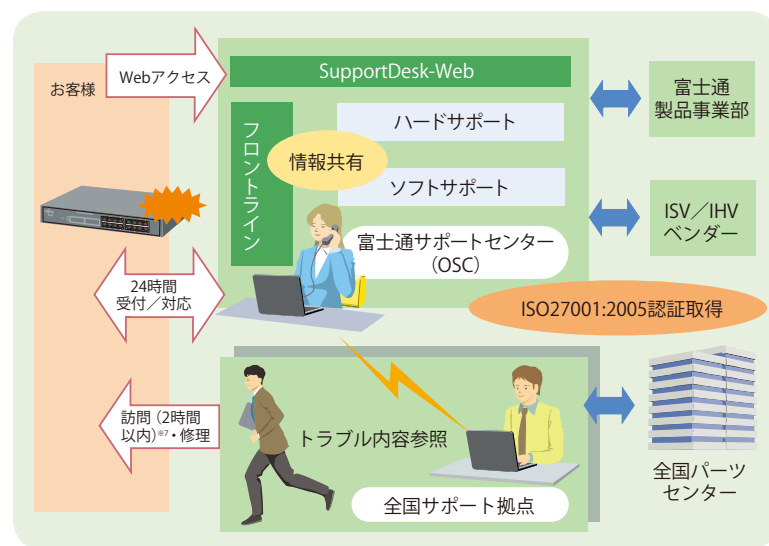 お客様
Webアクセス
SupportDesk-Web
フロントライン
ハードサポート
情報共有
ソフトサポート
富士通サポートセンター
(OSC)
富士通
製品事業部
ISV／IHV
ベンダー
24時間
受付／対応
ISO27001:2005認証取得
訪問（2時間
以内）※7・修理
トラブル内容参照
全国サポート拠点
全国パーツ
センター